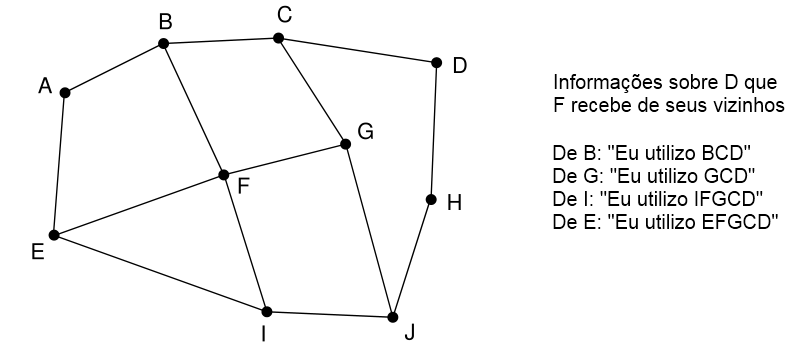 B
C
A
D
G
F
H
E
I
J
Informações sobre D que
F recebe de seus vizinhos
De B: "Eu utilizo BCD"
De G: "Eu utilizo GCD"
De I: "Eu utilizo IFGCD"
De E: "Eu utilizo EFGCD"